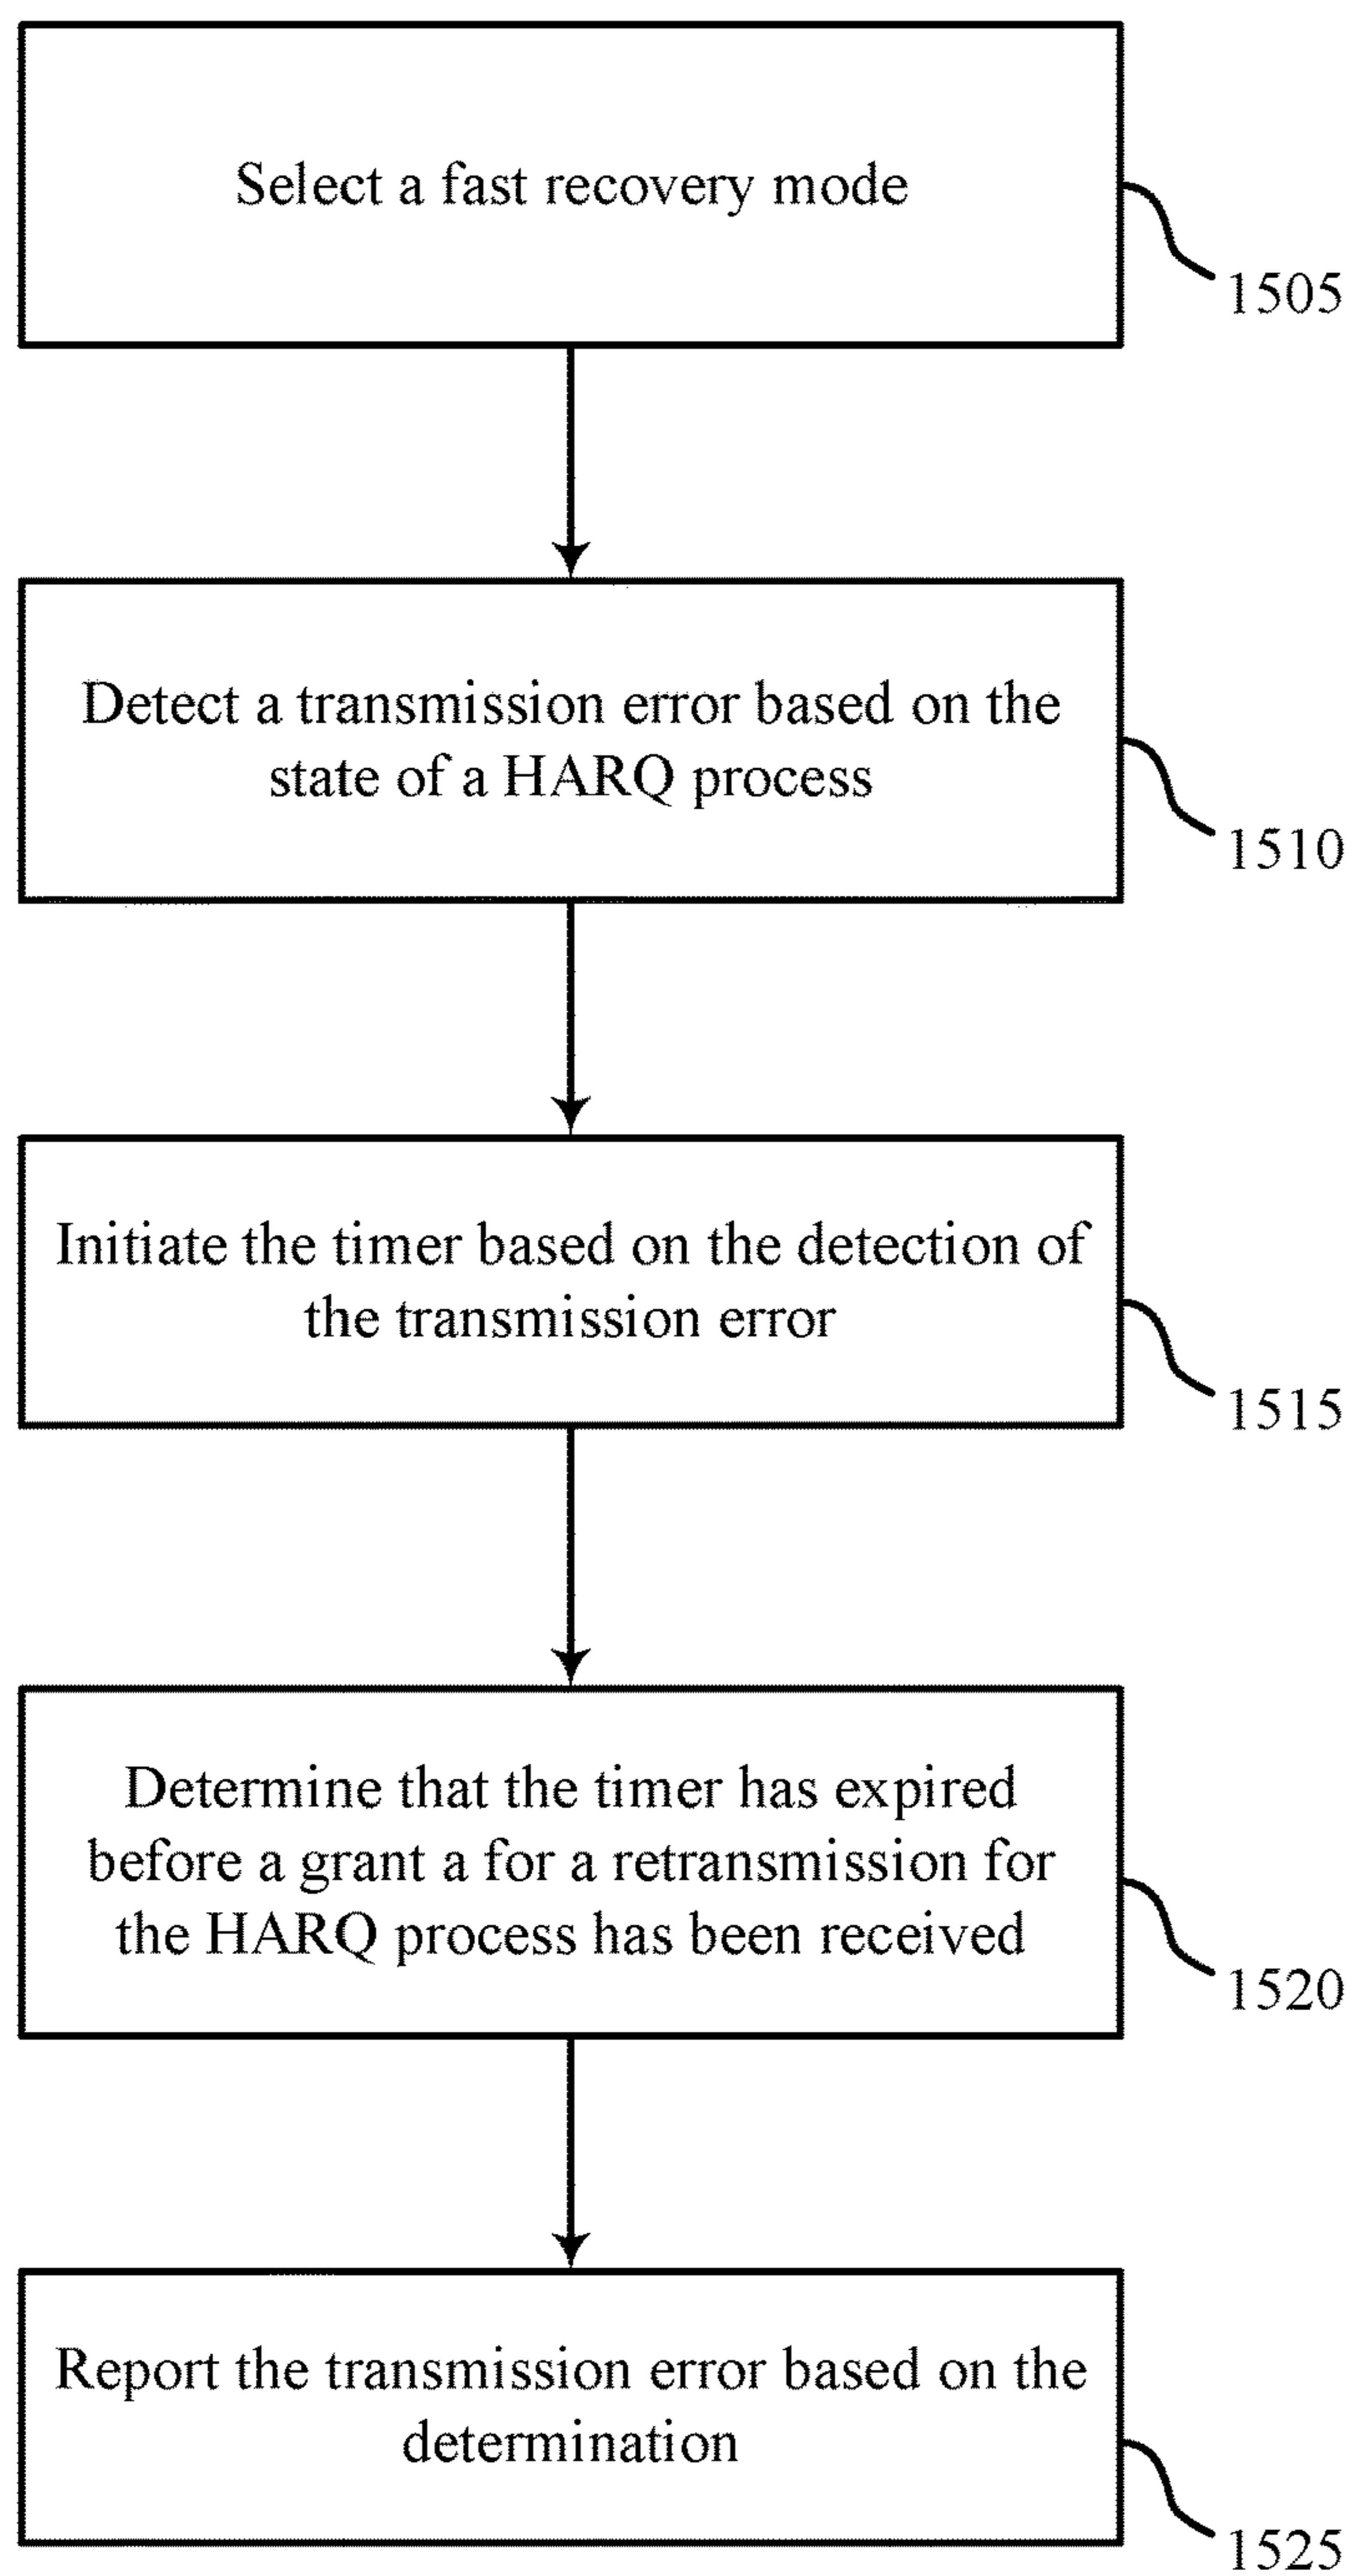 Select a fast recovery mode
1505
Detect a transmission error based on the
state of a HARQ process
1510
Initiate the timer based on the detection of
the transmission error
1515
Determine that the timer has expired
before a grant a for a retransmission for
the HARQ process has been received
1520
Report the transmission error based on the
determination
1525